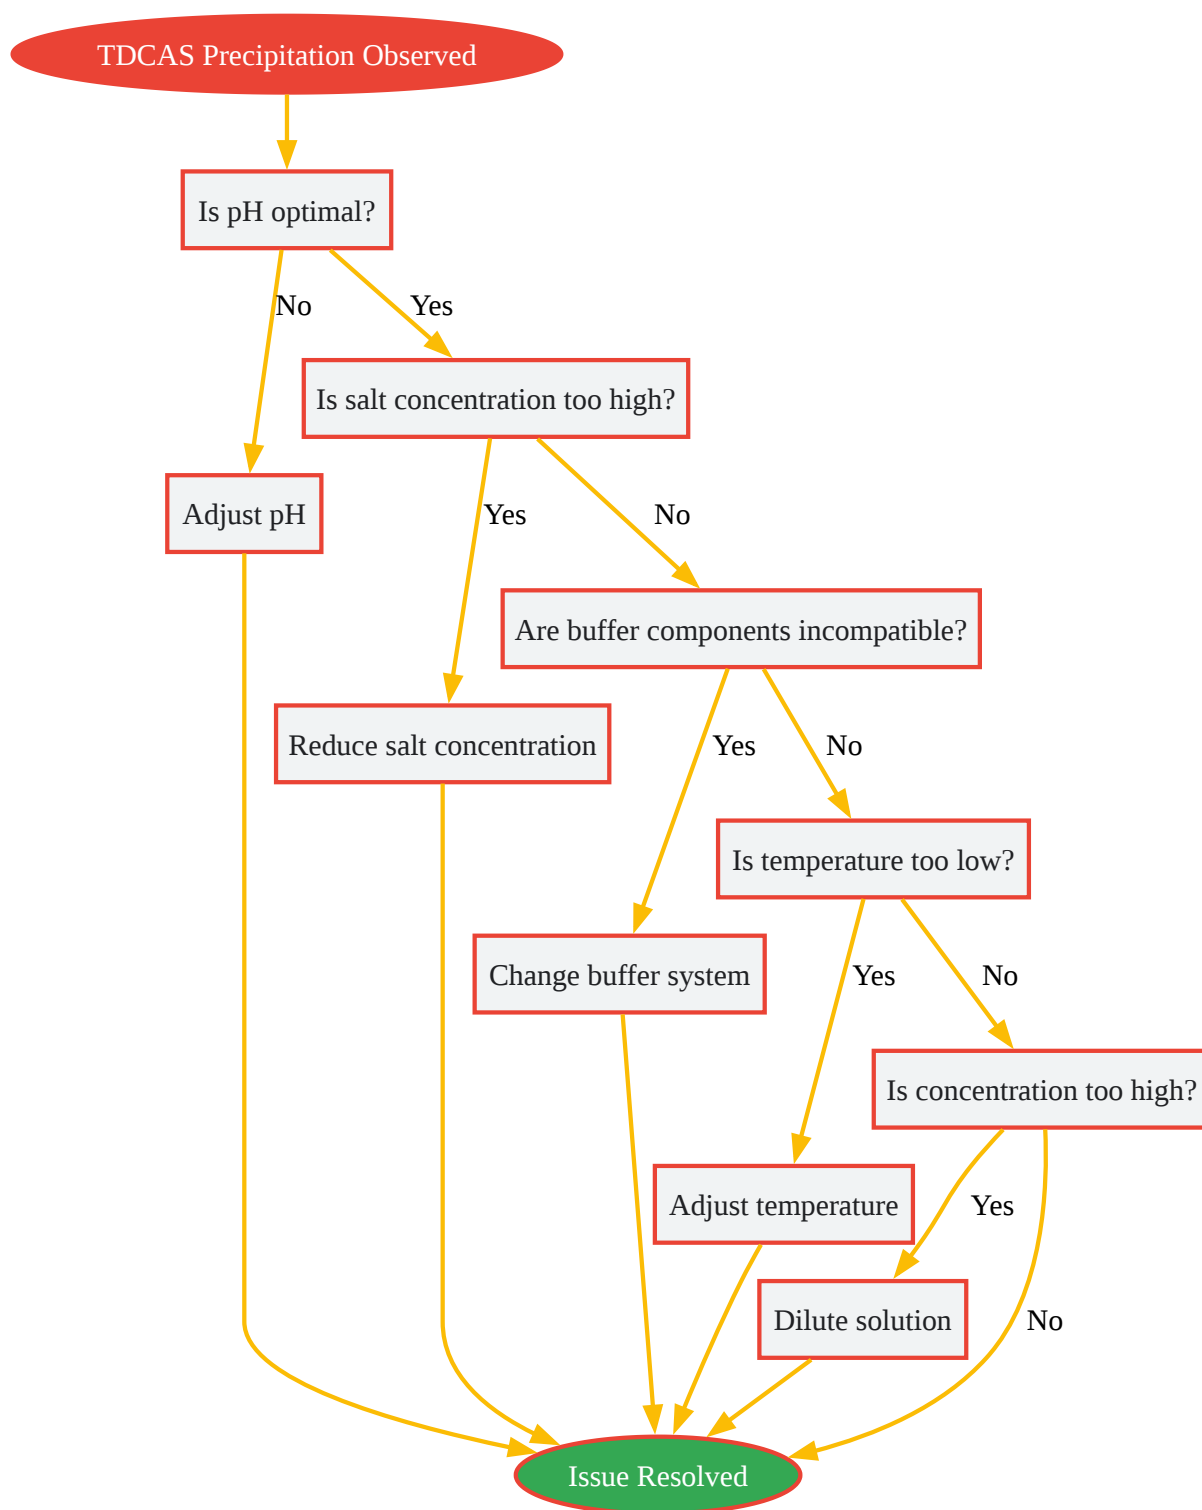 TDCAS Precipitation Observed
Is pH optimal?
No
Yes
Is salt concentration too high?
Adjust pH
Yes
No
Are buffer components incompatible?
Reduce salt concentration
Yes
No
Is temperature too low?
Change buffer system
Yes
No
Is concentration too high?
Adjust temperature
Yes
Dilute solution
No
Issue Resolved